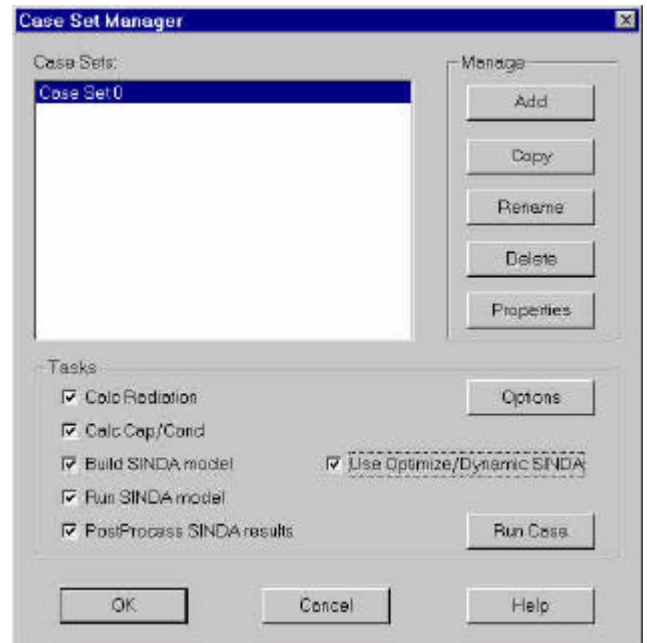 Case Set Manager
Case Sets:
Case Set 0
Manage
Add
Copy
Rename
Delete
Properties
Tasks
Calc Radiation
Options
Calc Cap/Cond
Build SINDA model
Use Optimize/Dynamic SINDA
Run SINDA model
PostProcess SINDA results
Run Case
OK
Cancel
Help